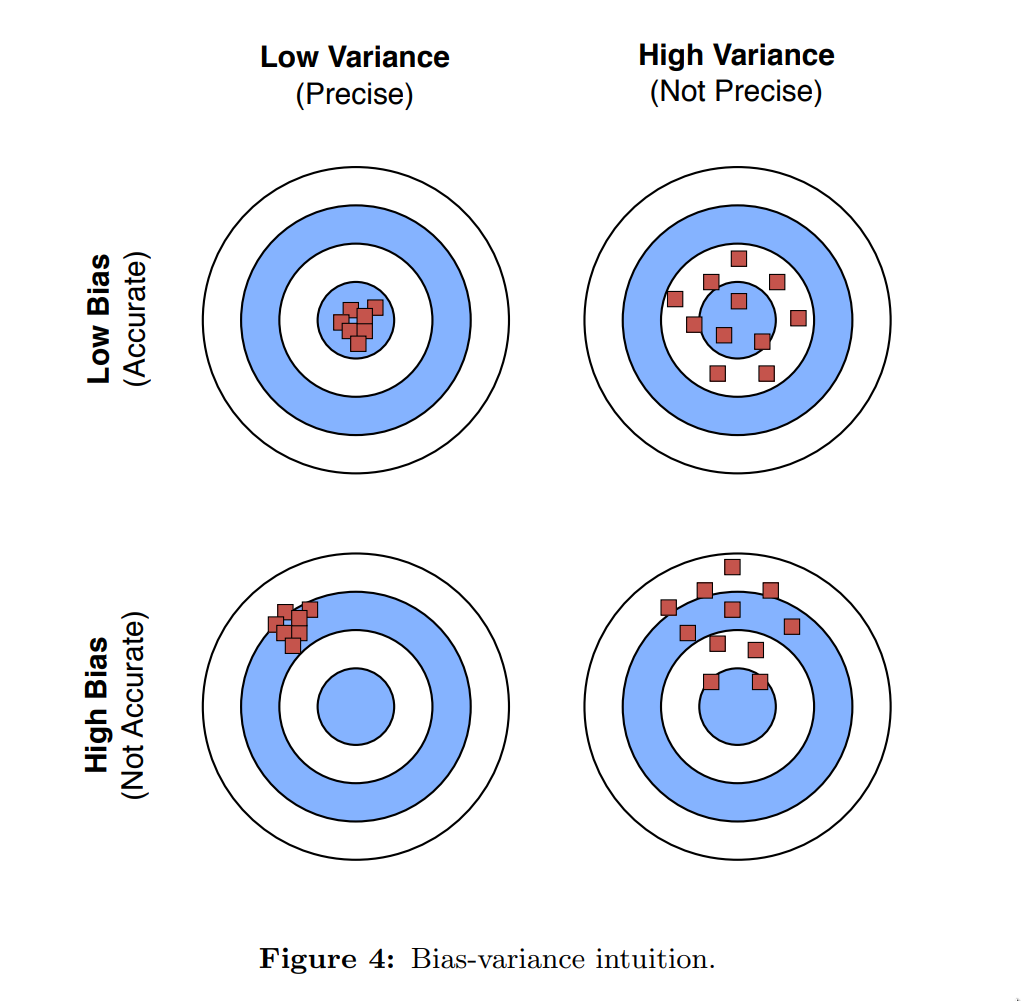 Low Variance
(Precise)
High Variance
(Not Precise)
Low Bias
(Accurate)
High Bias
(Not Accurate)
Figure 4: Bias-variance intuition.